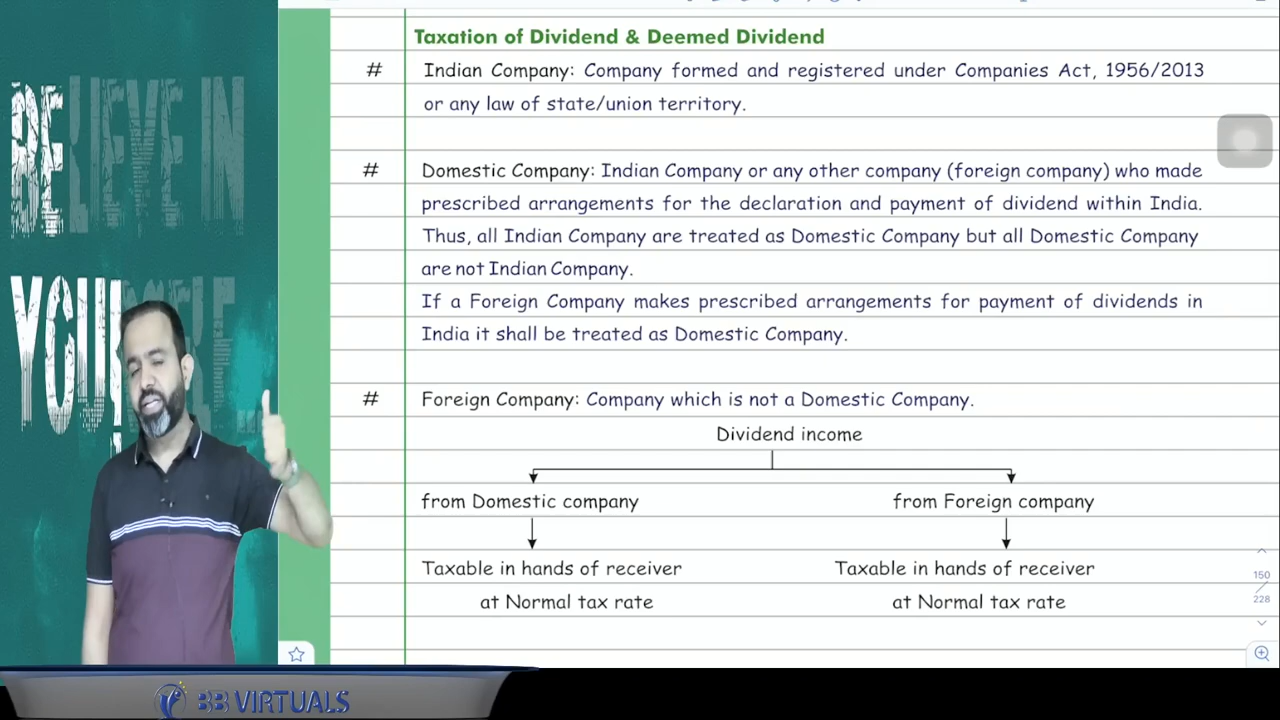 BELIEVE IN
YOURSELF
Taxation of Dividend & Deemed Dividend
# Indian Company: Company formed and registered under Companies Act, 1956/2013
or any law of state/union territory.
# Domestic Company: Indian Company or any other company (foreign company) who made
prescribed arrangements for the declaration and payment of dividend within India.
Thus, all Indian Company are treated as Domestic Company but all Domestic Company
are not Indian Company.
If a Foreign Company makes prescribed arrangements for payment of dividends in
India it shall be treated as Domestic Company.
# Foreign Company: Company which is not a Domestic Company.
Dividend income
from Domestic company from Foreign company
Taxable in hands of receiver Taxable in hands of receiver
at Normal tax rate at Normal tax rate
150
228
BB VIRTUALS